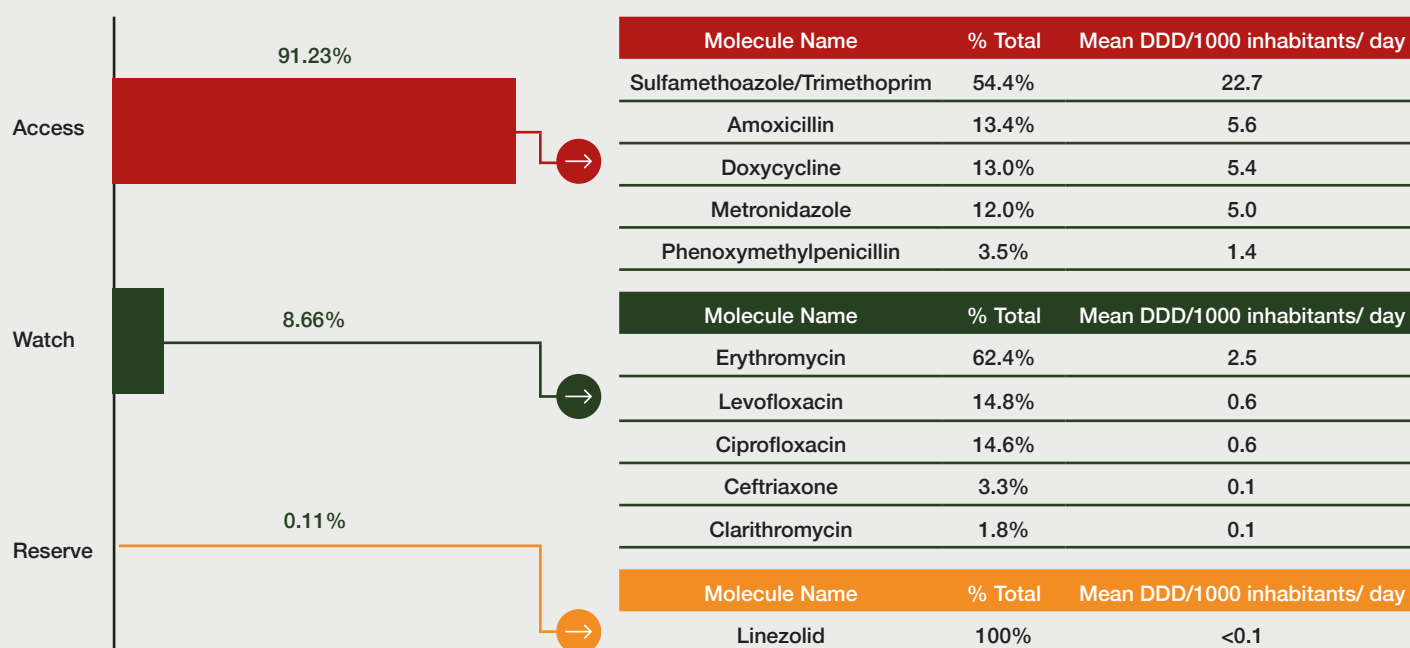 91.23%
Access
Molecule Name % Total Mean DDD/1000 inhabitants/ day
Sulfamethoazole/Trimethoprim 54.4% 22.7
Amoxicillin 13.4% 5.6
Doxycycline 13.0% 5.4
Metronidazole 12.0% 5.0
Phenoxymethylpenicillin 3.5% 1.4
8.66%
Watch
Molecule Name % Total Mean DDD/1000 inhabitants/ day
Erythromycin 62.4% 2.5
Levofloxacin 14.8% 0.6
Ciprofloxacin 14.6% 0.6
Ceftriaxone 3.3% 0.1
Clarithromycin 1.8% 0.1
0.11%
Reserve
Molecule Name % Total Mean DDD/1000 inhabitants/ day
Linezolid 100% <0.1